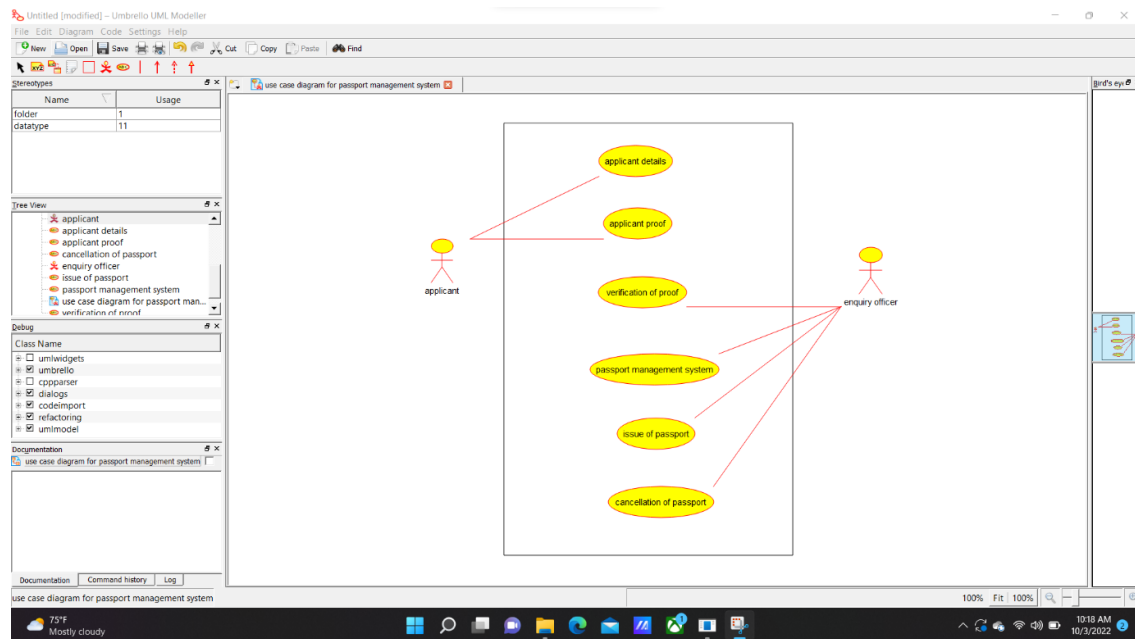 Untitled [modified] – Umbrello UML Modeller
File Edit Diagram Code Settings Help
New Open Save Cut Copy Paste Find
xyz
Stereotypes
Name Usage
folder 1
datatype 11
Tree View
applicant
applicant details
applicant proof
cancellation of passport
enquiry officer
issue of passport
passport management system
use case diagram for passport man...
verification of proof
Debug
Class Name
umlwidgets
umbrello
cppparser
dialogs
codeimport
refactoring
umlmodel
Documentation
use case diagram for passport management system
Documentation Command history Log
use case diagram for passport management system
use case diagram for passport management system
applicant details
applicant proof
verification of proof
passport management system
issue of passport
cancellation of passport
applicant
enquiry officer
Bird's eye
100% Fit 100%
75°F
Mostly cloudy
10:18 AM
10/3/2022
2